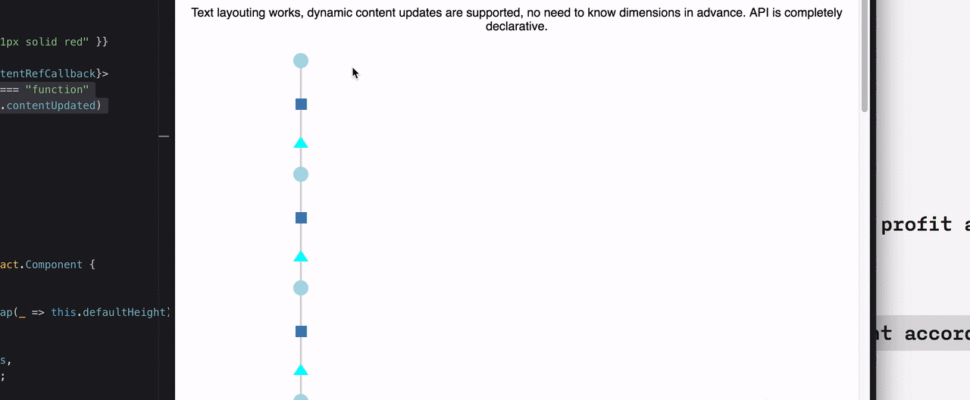 Text layouting works, dynamic content updates are supported, no need to know dimensions in advance. API is completely
declarative.
1px solid red" }}
tentRefCallback}>
=== "function"
.contentUpdated)
act.Component {
ap(_ => this.defaultHeight)
s,
;
profit a
nt accord